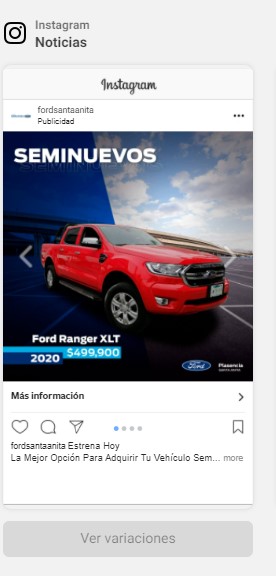 Instagram
Noticias
Instagram
fordsantaanita
Publicidad
SEMINUEVOS
Ford Ranger XLT
2020 $499,900
Ford
Plasencia
Más información
fordsantaanita Estrena Hoy
La Mejor Opción Para Adquirir Tu Vehículo Sem... more
Ver variaciones